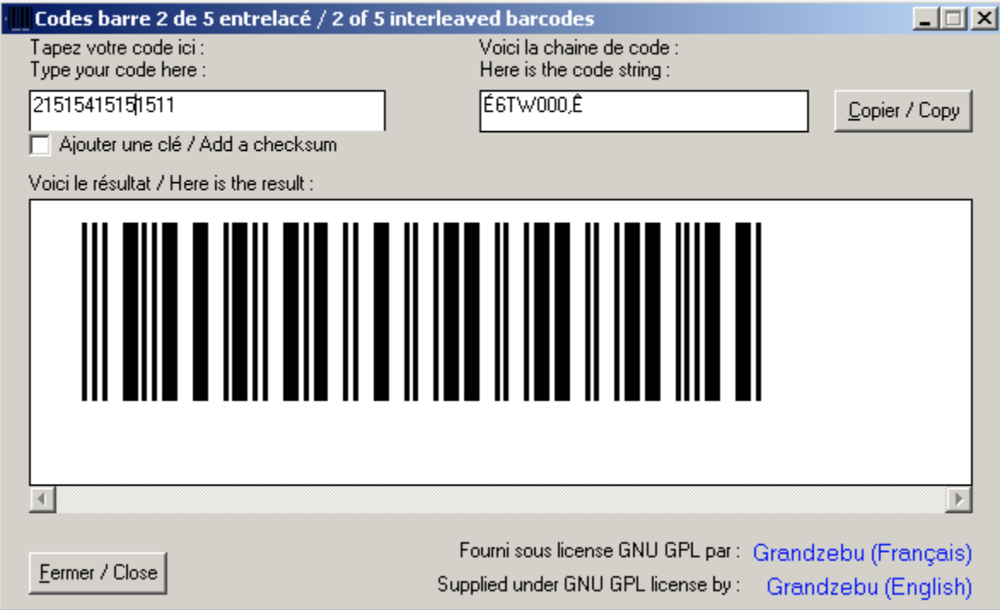 Codes barre 2 de 5 entrelacé / 2 of 5 interleaved barcodes
Tapez votre code ici :
Type your code here :
Voici la chaine de code :
Here is the code string :
21515415151511
É6TW000,Ê
Copier / Copy
Ajouter une clé / Add a checksum
Voici le résultat / Here is the result :
Fermer / Close
Fourni sous license GNU GPL par : Grandzebu (Français)
Supplied under GNU GPL license by : Grandzebu (English)